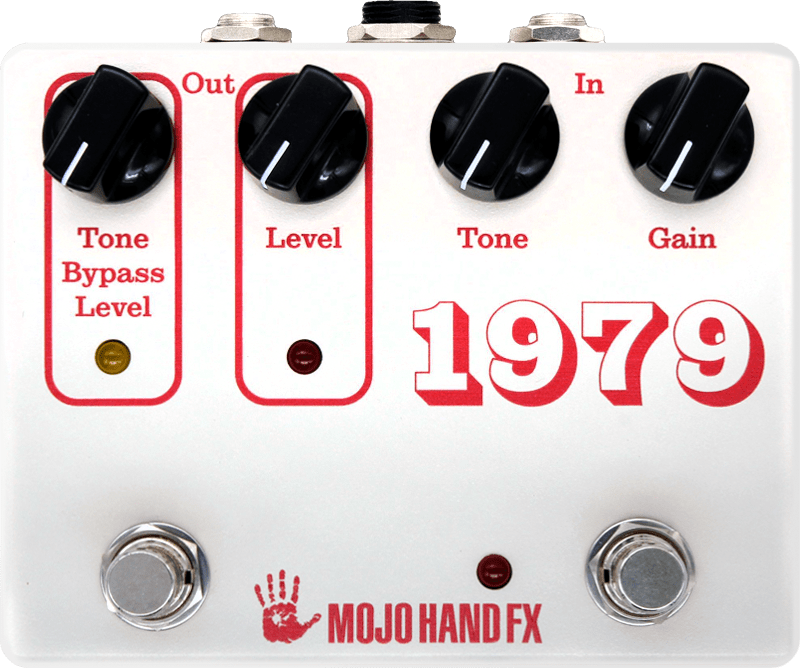 Out
In
Tone
Bypass
Level
Level
Tone
Gain
1979
MOJO HAND FX